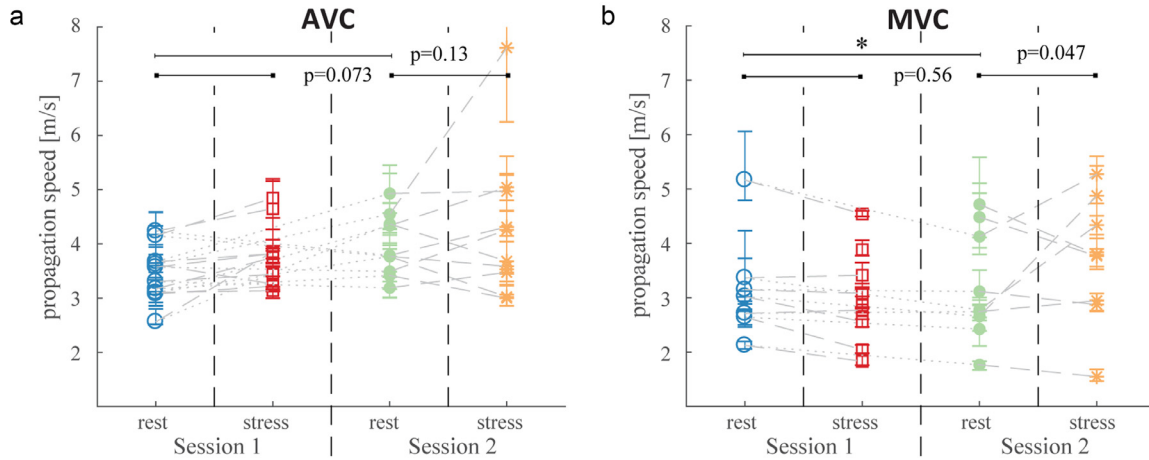 a
AVC
propagation speed [m/s]
8
7
6
5
4
3
2
p=0.13
p=0.073
rest
stress
rest
stress
Session 1
Session 2
b
MVC
propagation speed [m/s]
8
7
6
5
4
3
2
*
p=0.047
p=0.56
rest
stress
rest
stress
Session 1
Session 2